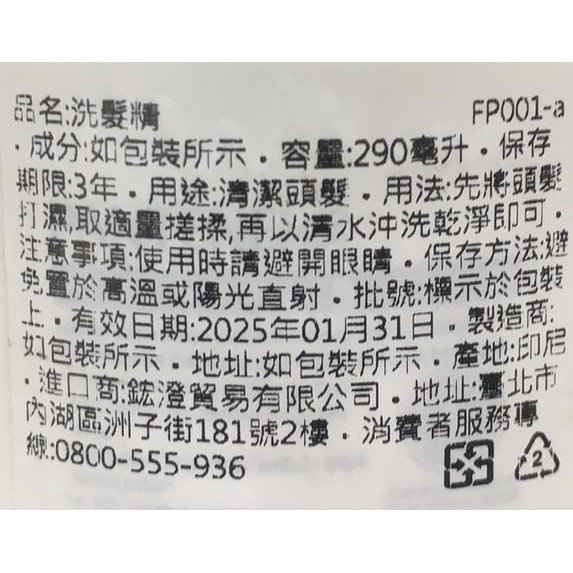 品名:洗髮精 FP001-a
•成分:如包裝所示•容量:290毫升•保存
期限:3年•用途:清潔頭髮•用法:先將頭髮
打濕,取適量搓揉,再以清水沖洗乾淨即可•
注意事項:使用時請避開眼睛•保存方法:避
免置於高溫或陽光直射•批號:標示於包裝
上•有效日期:2025年01月31日•製造商:
如包裝所示•地址:如包裝所示•產地:印尼
•進口商:鋐澄貿易有限公司•地址:臺北市
內湖區洲子街181號2樓•消費者服務專
線:0800-555-936
2